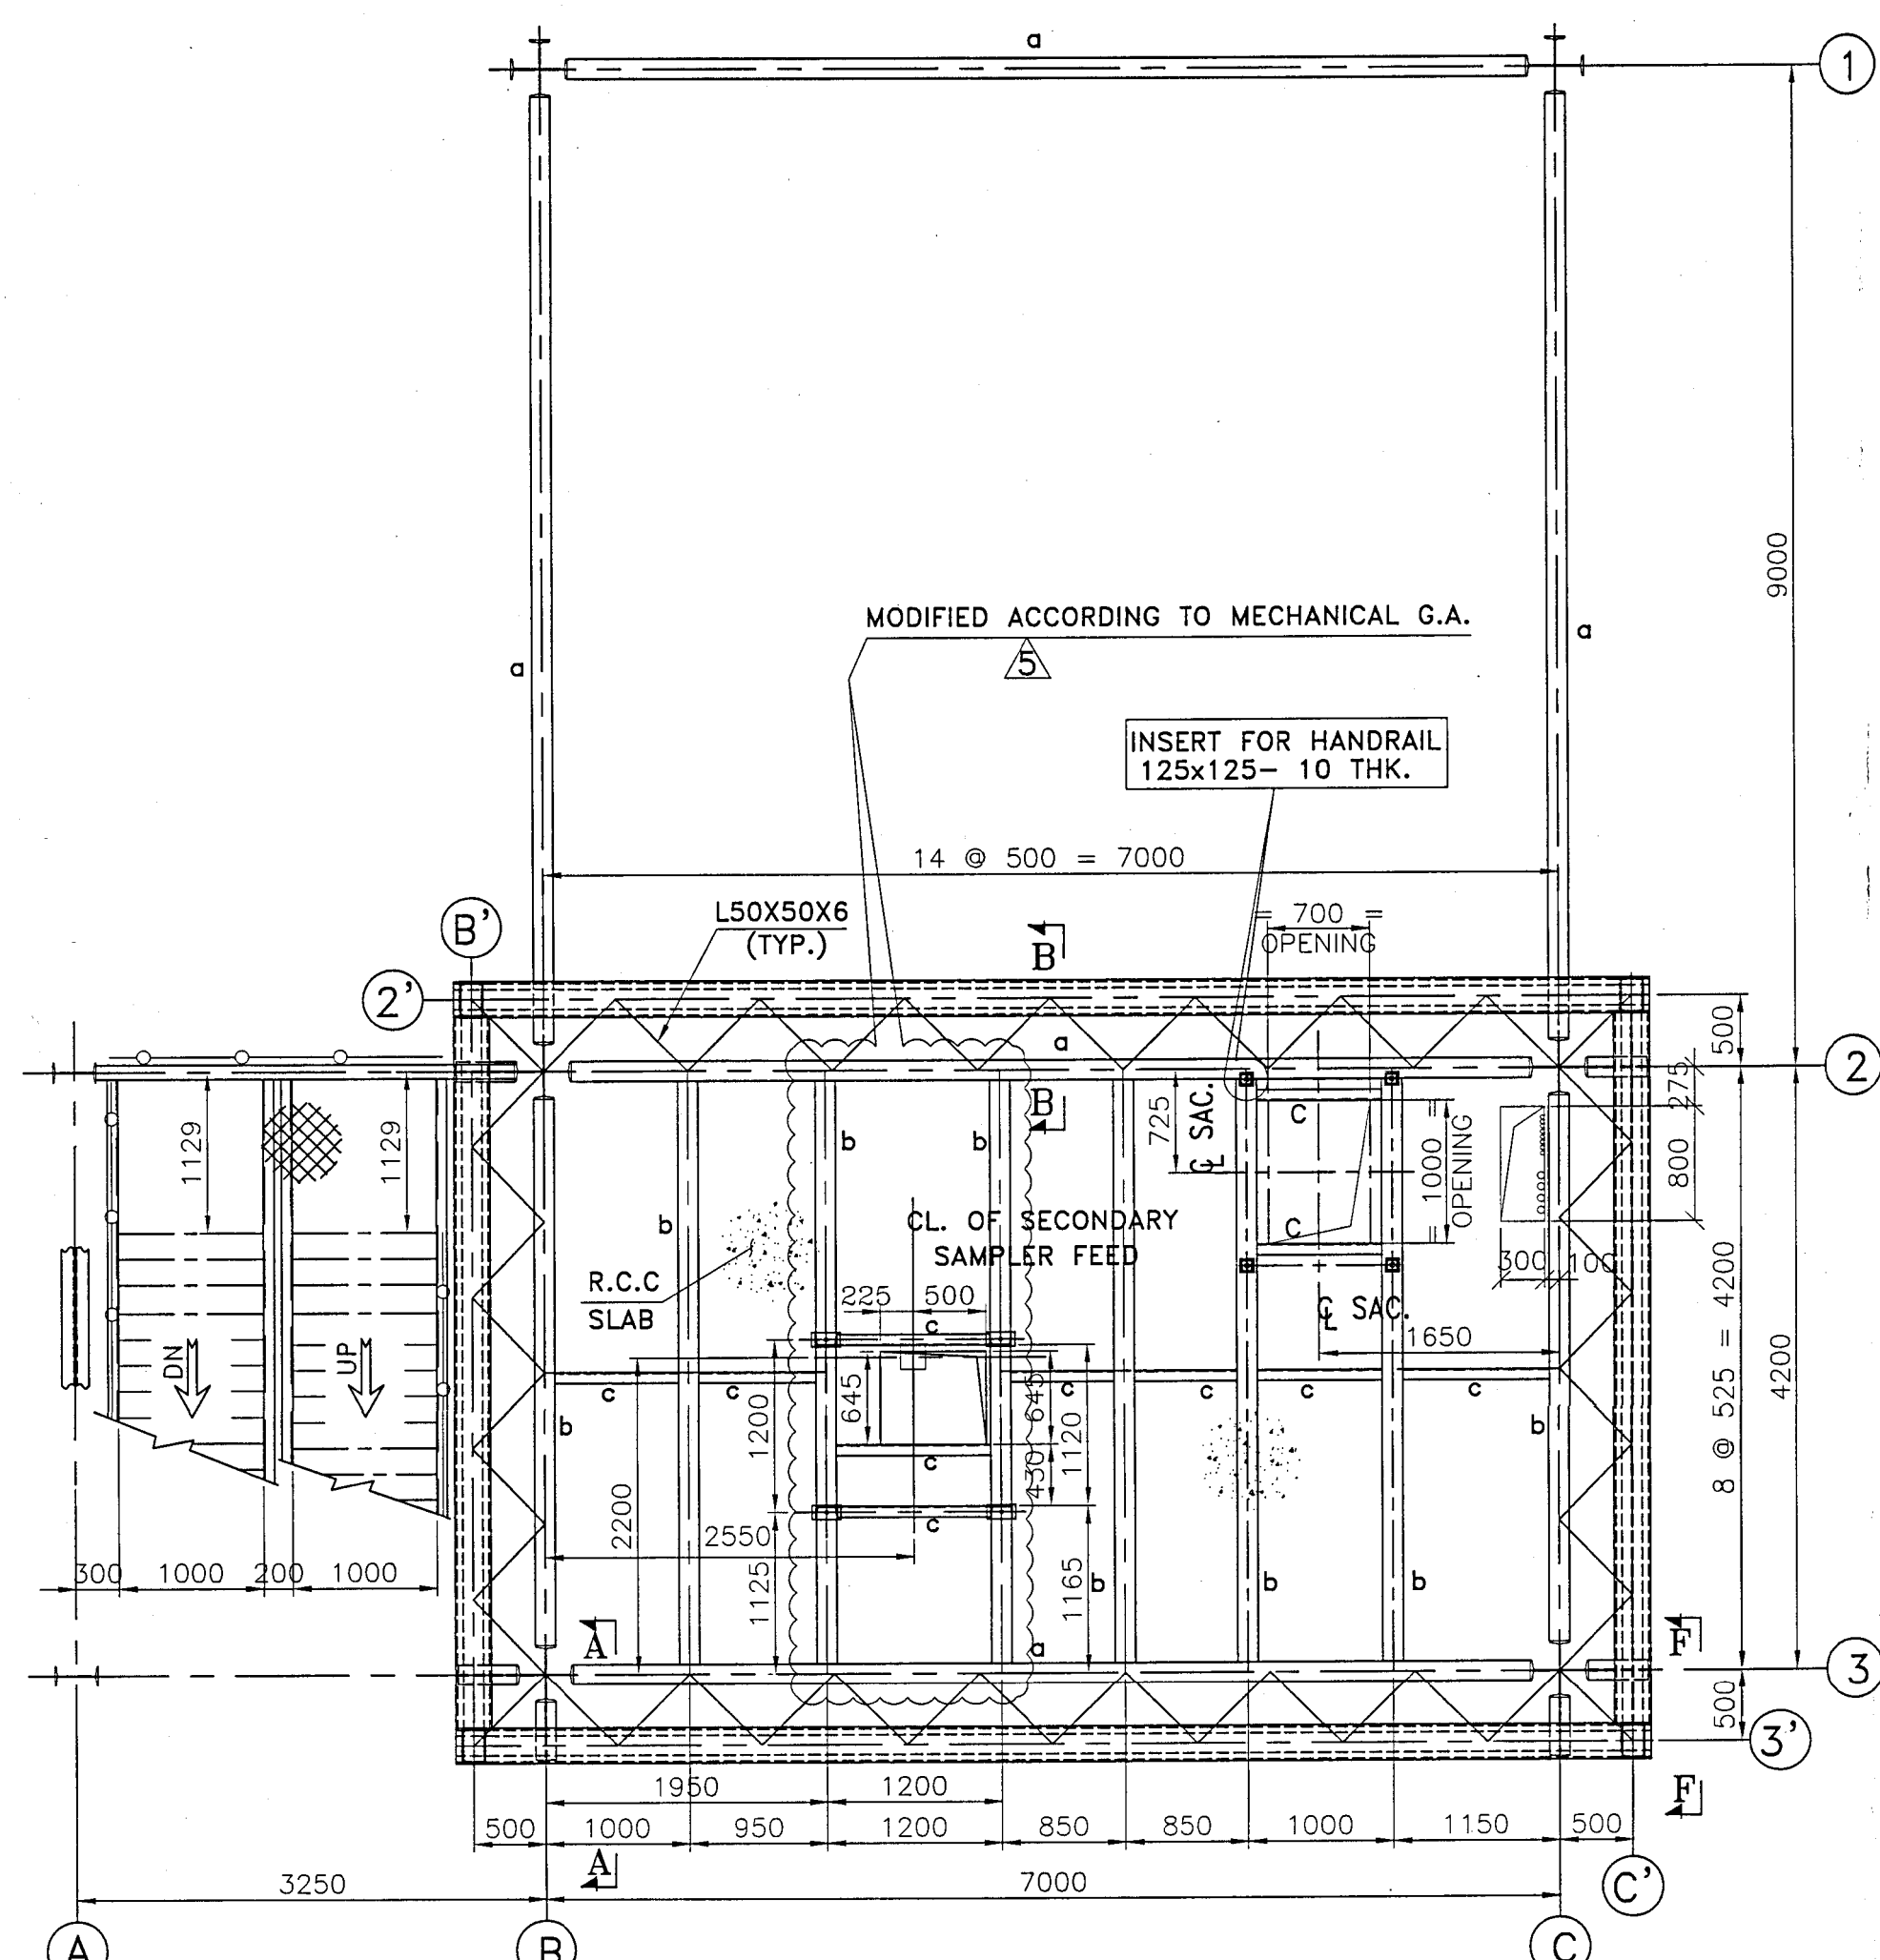 a
1
9000
a
a
MODIFIED ACCORDING TO MECHANICAL G.A.
5
INSERT FOR HANDRAIL
125x125- 10 THK.
14 @ 500 = 7000
L50X50X6
(TYP.)
= 700 =
OPENING
B'
B
2'
500
a
2
275
1129
1129
b
b
B
725
℄ SAC.
C
= 1000 =
OPENING
800
b
CL. OF SECONDARY
SAMPLER FEED
C
300
100
R.C.C
SLAB
225
500
c
℄ SAC.
1650
8 @ 525 = 4200
4200
DN
UP
645
645
c
c
c
c
c
c
b
b
1200
1120
430
c
2200
c
2550
300
1000
200
1000
1125
1165
b
b
b
A
a
F
3
500
3'
1950
1200
F
500
1000
950
1200
850
850
1000
1150
500
A
3250
7000
C'
A
B
C